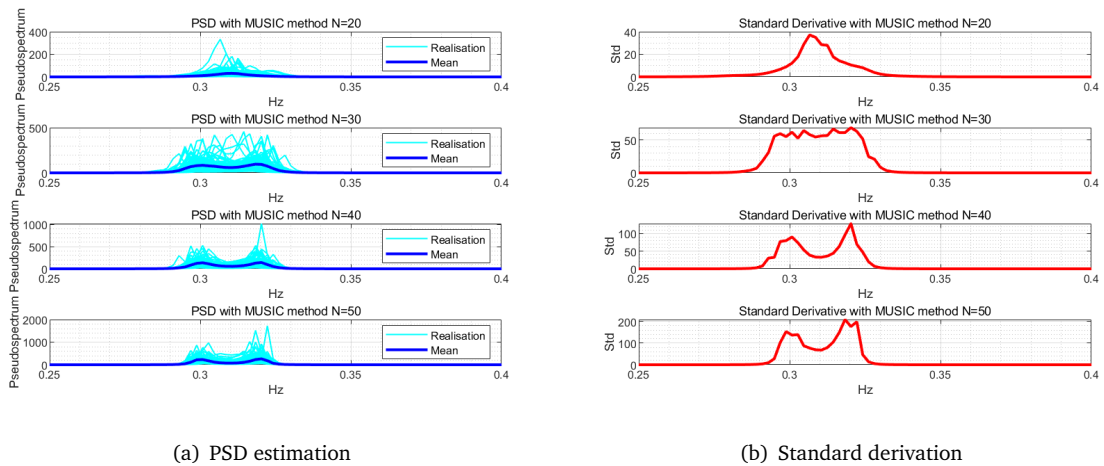 PSD with MUSIC method N=20
Pseudospectrum
400
200
0
Realisation
Mean
0.25
0.3
0.35
0.4
Hz
PSD with MUSIC method N=30
Pseudospectrum
500
0
Realisation
Mean
0.25
0.3
0.35
0.4
Hz
PSD with MUSIC method N=40
Pseudospectrum
1000
500
0
Realisation
Mean
0.25
0.3
0.35
0.4
Hz
PSD with MUSIC method N=50
Pseudospectrum
2000
1000
0
Realisation
Mean
0.25
0.3
0.35
0.4
Hz
(a) PSD estimation
Standard Derivative with MUSIC method N=20
Std
40
20
0
0.25
0.3
0.35
0.4
Hz
Standard Derivative with MUSIC method N=30
Std
50
0
0.25
0.3
0.35
0.4
Hz
Standard Derivative with MUSIC method N=40
Std
100
50
0
0.25
0.3
0.35
0.4
Hz
Standard Derivative with MUSIC method N=50
Std
200
100
0
0.25
0.3
0.35
0.4
Hz
(b) Standard derivation